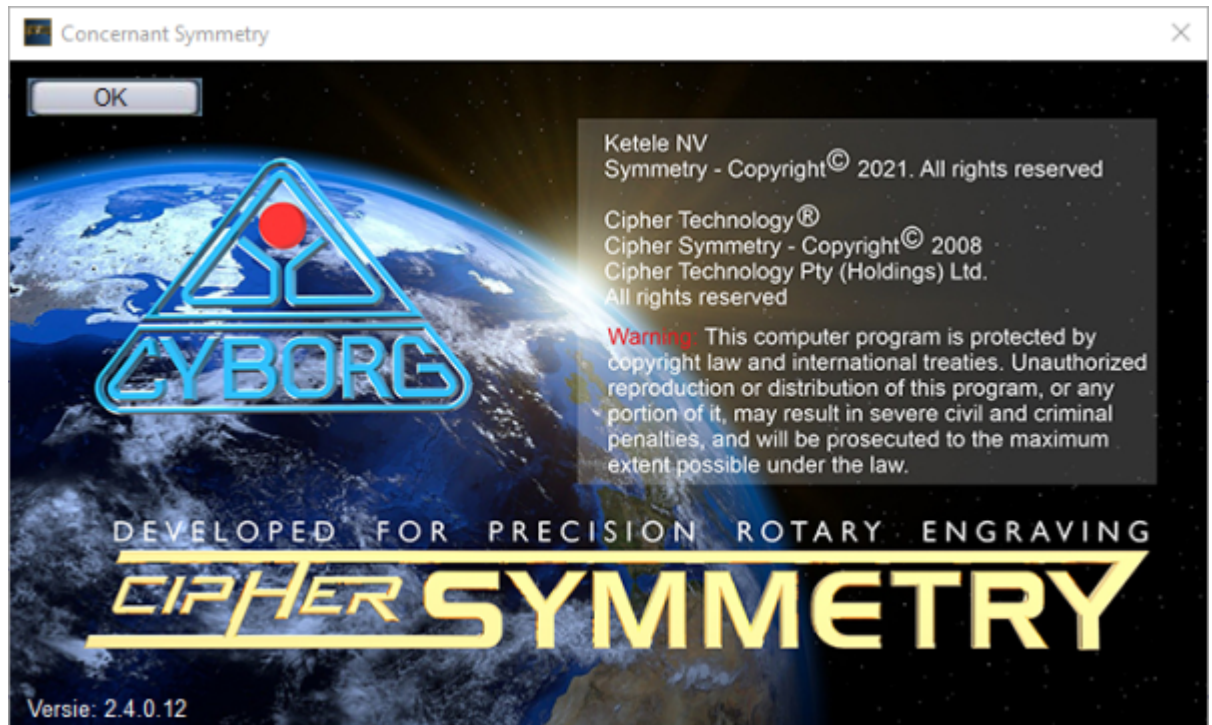 Concernant Symmetry
OK
Ketele NV
Symmetry - Copyright© 2021. All rights reserved
Cipher Technology®
Cipher Symmetry - Copyright© 2008
Cipher Technology Pty (Holdings) Ltd.
All rights reserved
Warning: This computer program is protected by
copyright law and international treaties. Unauthorized
reproduction or distribution of this program, or any
portion of it, may result in severe civil and criminal
penalties, and will be prosecuted to the maximum
extent possible under the law.
CYBORG
DEVELOPED FOR PRECISION ROTARY ENGRAVING
CIPHER SYMMETRY
Versie: 2.4.0.12